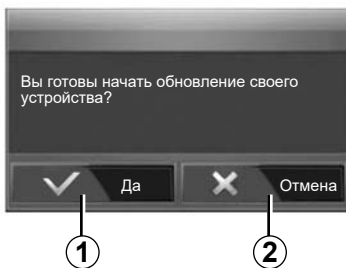 Вы готовы начать обновление своего
устройства?
Да
Отмена
1
2